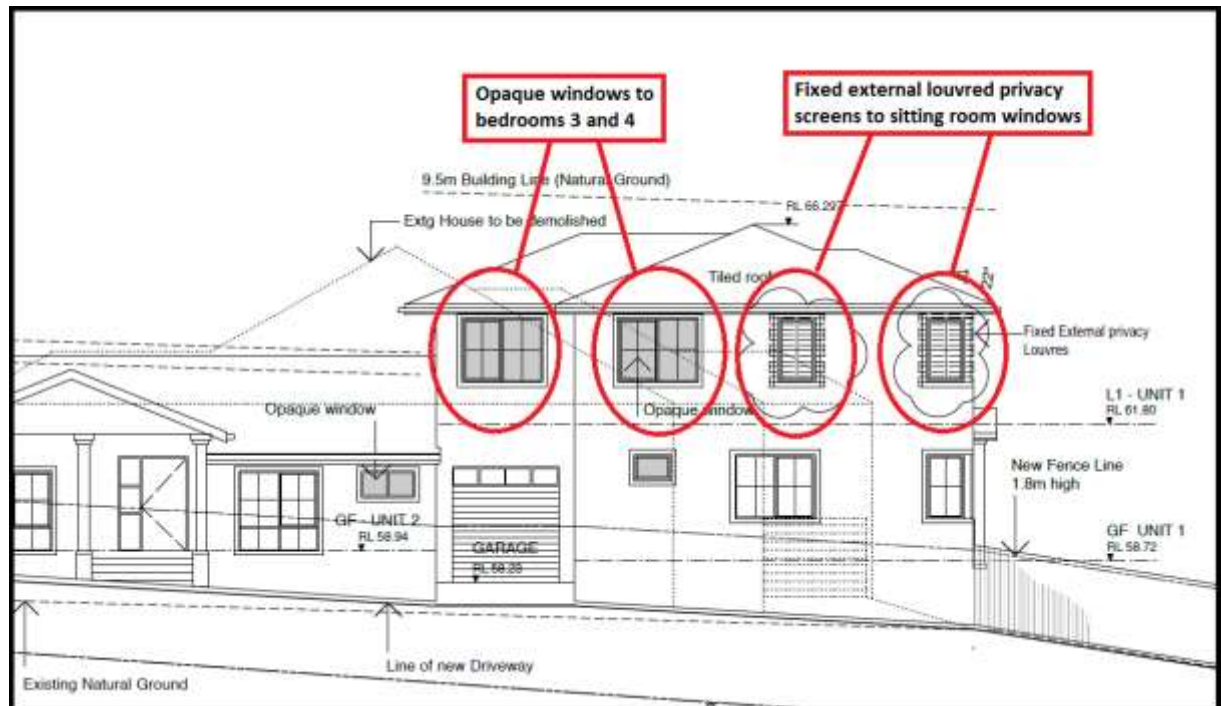 Opaque windows to
bedrooms 3 and 4
Fixed external louvred privacy
screens to sitting room windows
9.5m Building Line (Natural Ground)
RL 66.297
Extg House to be demolished
Tiled roof
Fixed External privacy
Louvres
L1 - UNIT 1
RL 61.80
Opaque window
Opaque window
New Fence Line
1.8m high
GF - UNIT 2
RL 58.94
GARAGE
GF UNIT 1
RL 58.72
Line of new Driveway
Existing Natural Ground